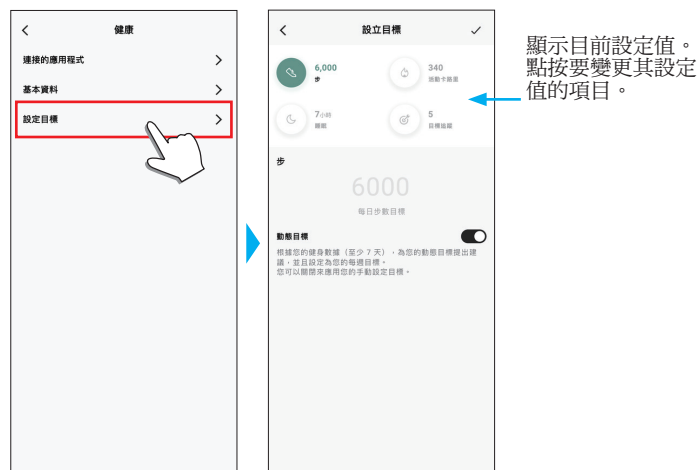 健康
連接的應用程式
基本資料
設定目標
設立目標
6,000
步
340
活動卡路里
7小時
睡眠
5
目標追蹤
步
6000
每日步數目標
動態目標
根據您的健身數據（至少 7 天），為您的動態目標提出建
議，並且設定為您的每週目標。
您可以關閉來應用您的手動設定目標。
顯示目前設定值。
點按要變更其設定
值的項目。